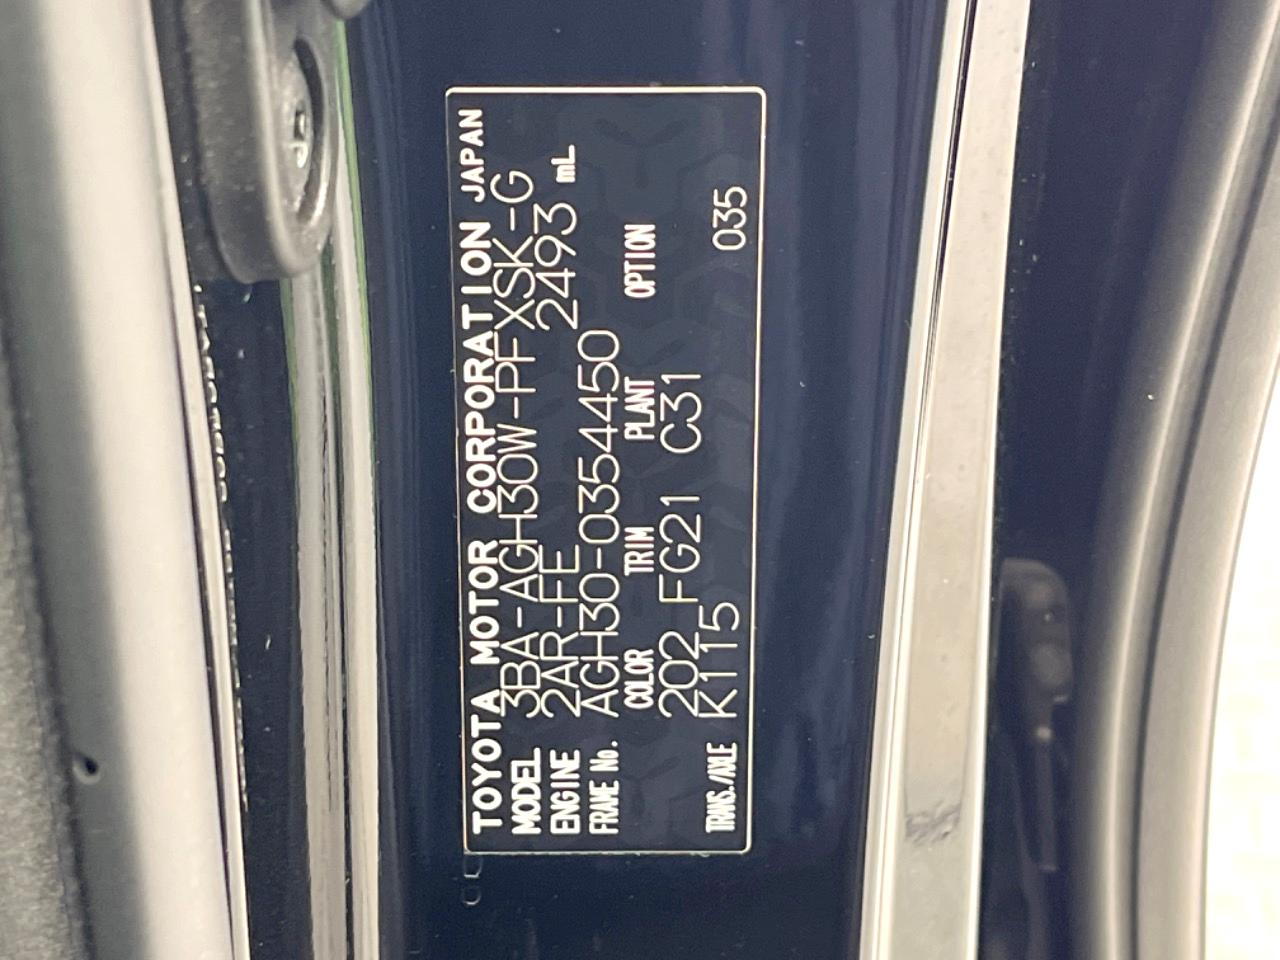 TOYOTA MOTOR CORPORATION JAPAN
MODEL 3BA-AGH30W-PFXSK-G
ENGINE 2AR-FE 2493 mL
FRAME No. AGH30-0354450
COLOR TRIM PLANT OPTION
202 FG21 C31
TRANS./AXLE K115 035